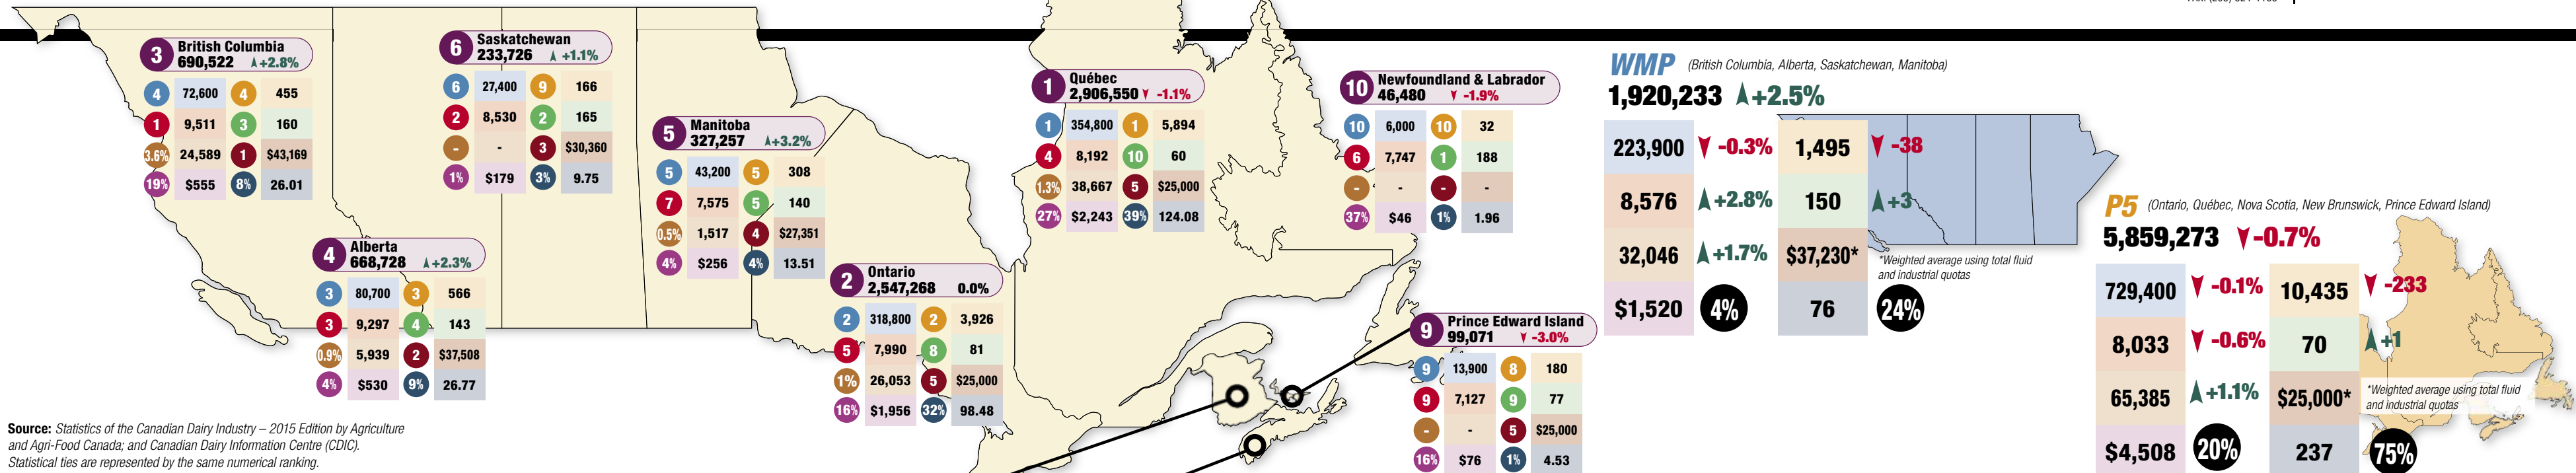 3 British Columbia
690,522 ▲+2.8%
4 72,600 4 455
1 9,511 3 160
3.6% 24,589 1 $43,169
19% $555 8% 26.01
6 Saskatchewan
233,726 ▲ +1.1%
6 27,400 9 166
2 8,530 2 165
- - 3 $30,360
1% $179 3% 9.75
5 Manitoba
327,257 ▲+3.2%
5 43,200 5 308
7 7,575 5 140
0.5% 1,517 4 $27,351
4% $256 4% 13.51
4 Alberta
668,728 ▲+2.3%
3 80,700 3 566
3 9,297 4 143
0.9% 5,939 2 $37,508
4% $530 9% 26.77
2 Ontario
2,547,268 0.0%
2 318,800 2 3,926
5 7,990 8 81
1% 26,053 5 $25,000
16% $1,956 32% 98.48
1 Québec
2,906,550 ▼ -1.1%
1 354,800 1 5,894
4 8,192 10 60
1.3% 38,667 5 $25,000
27% $2,243 39% 124.08
10 Newfoundland & Labrador
46,480 ▼ -1.9%
10 6,000 10 32
6 7,747 1 188
- - - -
37% $46 1% 1.96
9 Prince Edward Island
99,071 ▼ -3.0%
9 13,900 8 180
9 7,127 9 77
- - 5 $25,000
16% $76 1% 4.53
WMP (British Columbia, Alberta, Saskatchewan, Manitoba)
1,920,233 ▲+2.5%
223,900 ▼ -0.3% 1,495 ▼ -38
8,576 ▲+2.8% 150 ▲+3
32,046 ▲+1.7% $37,230*
*Weighted average using total fluid
and industrial quotas
$1,520 4% 76 24%
P5 (Ontario, Québec, Nova Scotia, New Brunswick, Prince Edward Island)
5,859,273 ▼-0.7%
729,400 ▼ -0.1% 10,435 ▼ -233
8,033 ▼ -0.6% 70 ▲+1
65,385 ▲+1.1% $25,000*
*Weighted average using total fluid
and industrial quotas
$4,508 20% 237 75%
Source: Statistics of the Canadian Dairy Industry – 2015 Edition by Agriculture
and Agri-Food Canada; and Canadian Dairy Information Centre (CDIC).
Statistical ties are represented by the same numerical ranking.